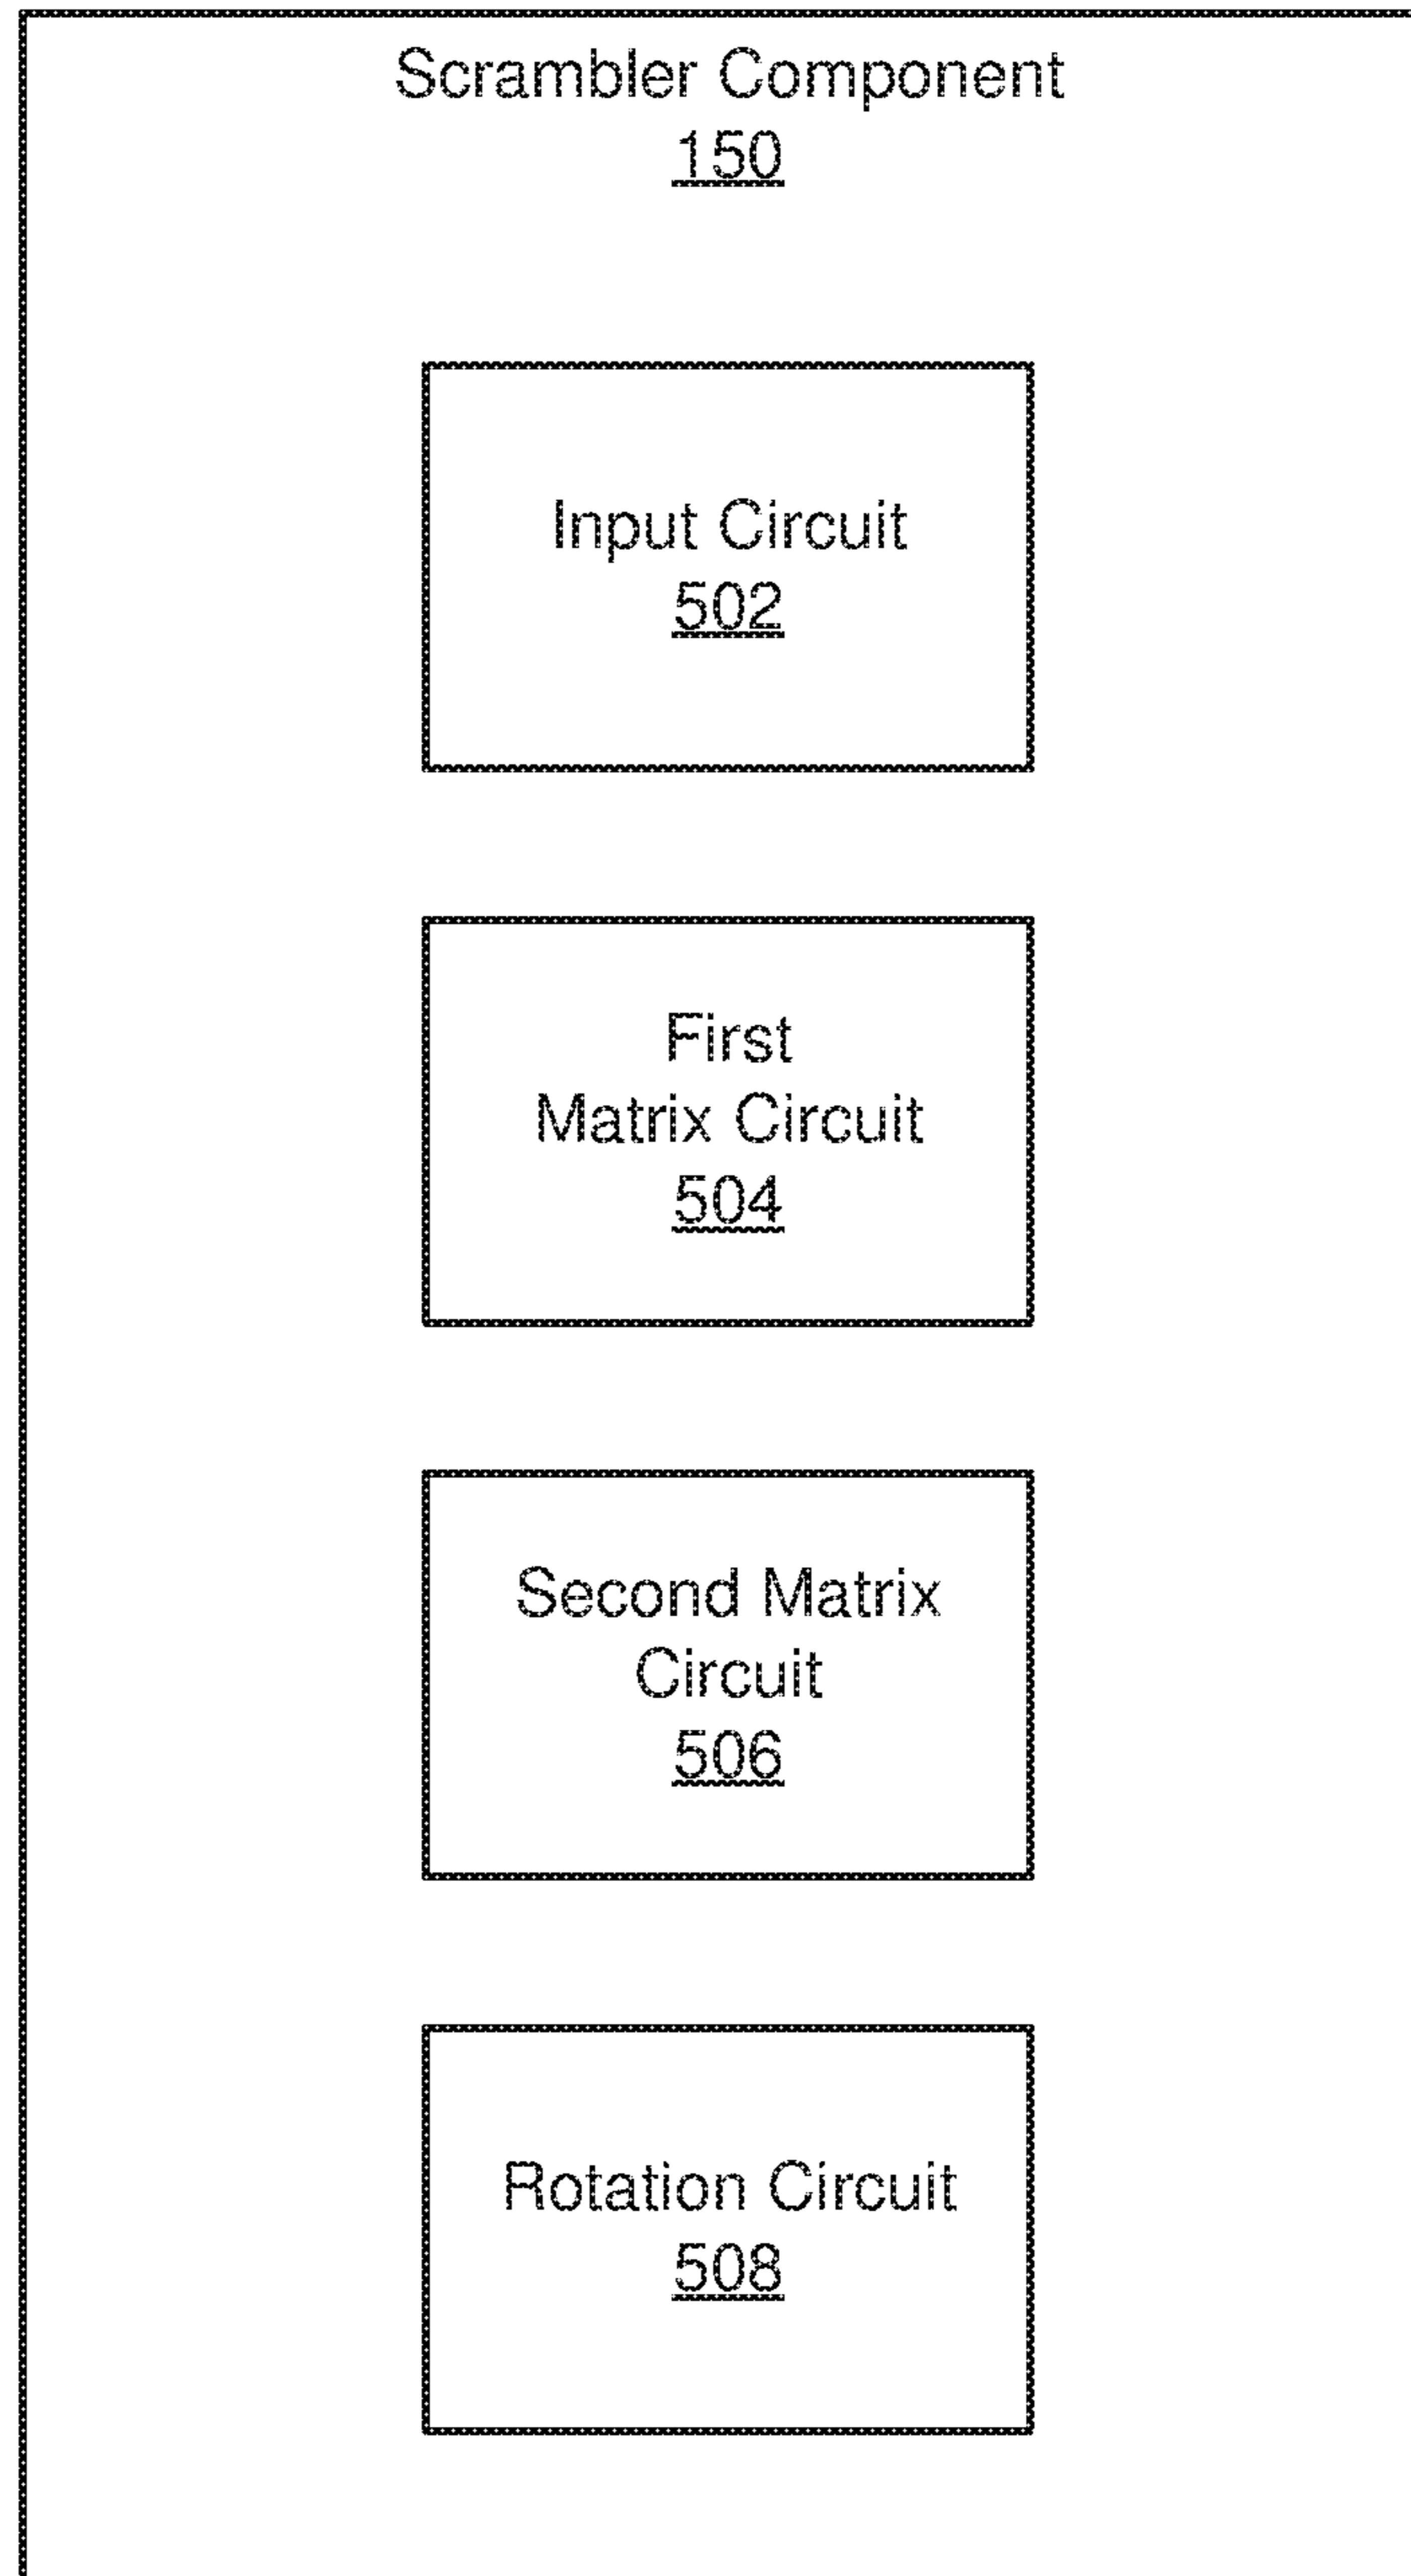 Scrambler Component
150
Input Circuit
502
First
Matrix Circuit
504
Second Matrix
Circuit
506
Rotation Circuit
508